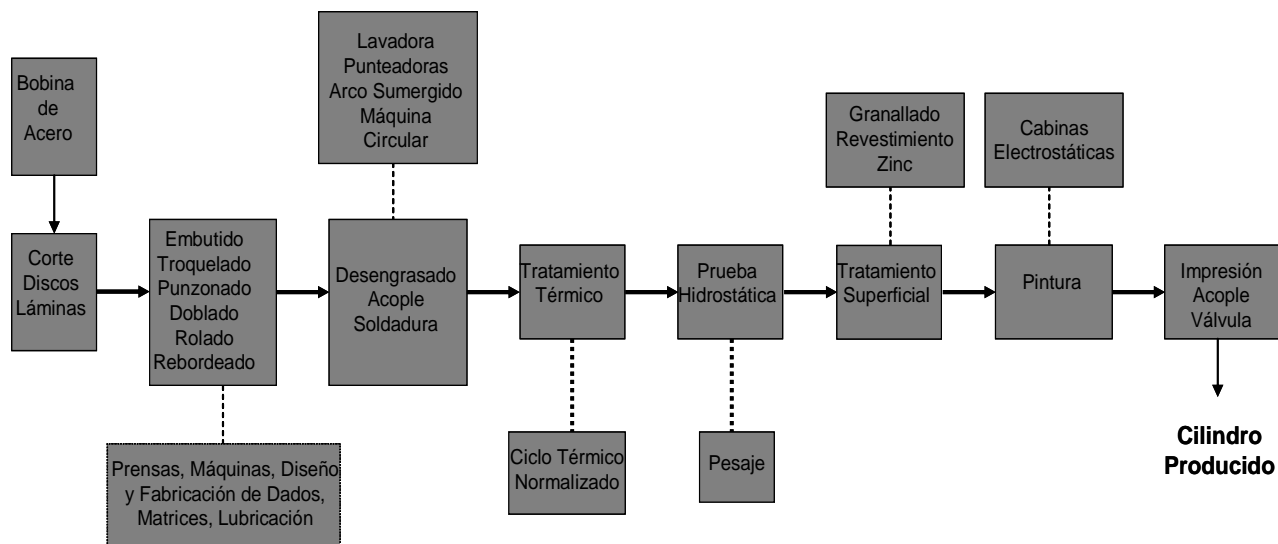 Bobina
de
Acero
Corte
Discos
Láminas
Embutido
Troquelado
Punzonado
Doblado
Rolado
Rebordeado
Prensas, Máquinas, Diseño
y Fabricación de Dados,
Matrices, Lubricación
Lavadora
Punteadoras
Arco Sumergido
Máquina
Circular
Desengrasado
Acople
Soldadura
Tratamiento
Térmico
Ciclo Térmico
Normalizado
Prueba
Hidrostática
Pesaje
Granallado
Revestimiento
Zinc
Tratamiento
Superficial
Cabinas
Electrostáticas
Pintura
Impresión
Acople
Válvula
Cilindro
Producido